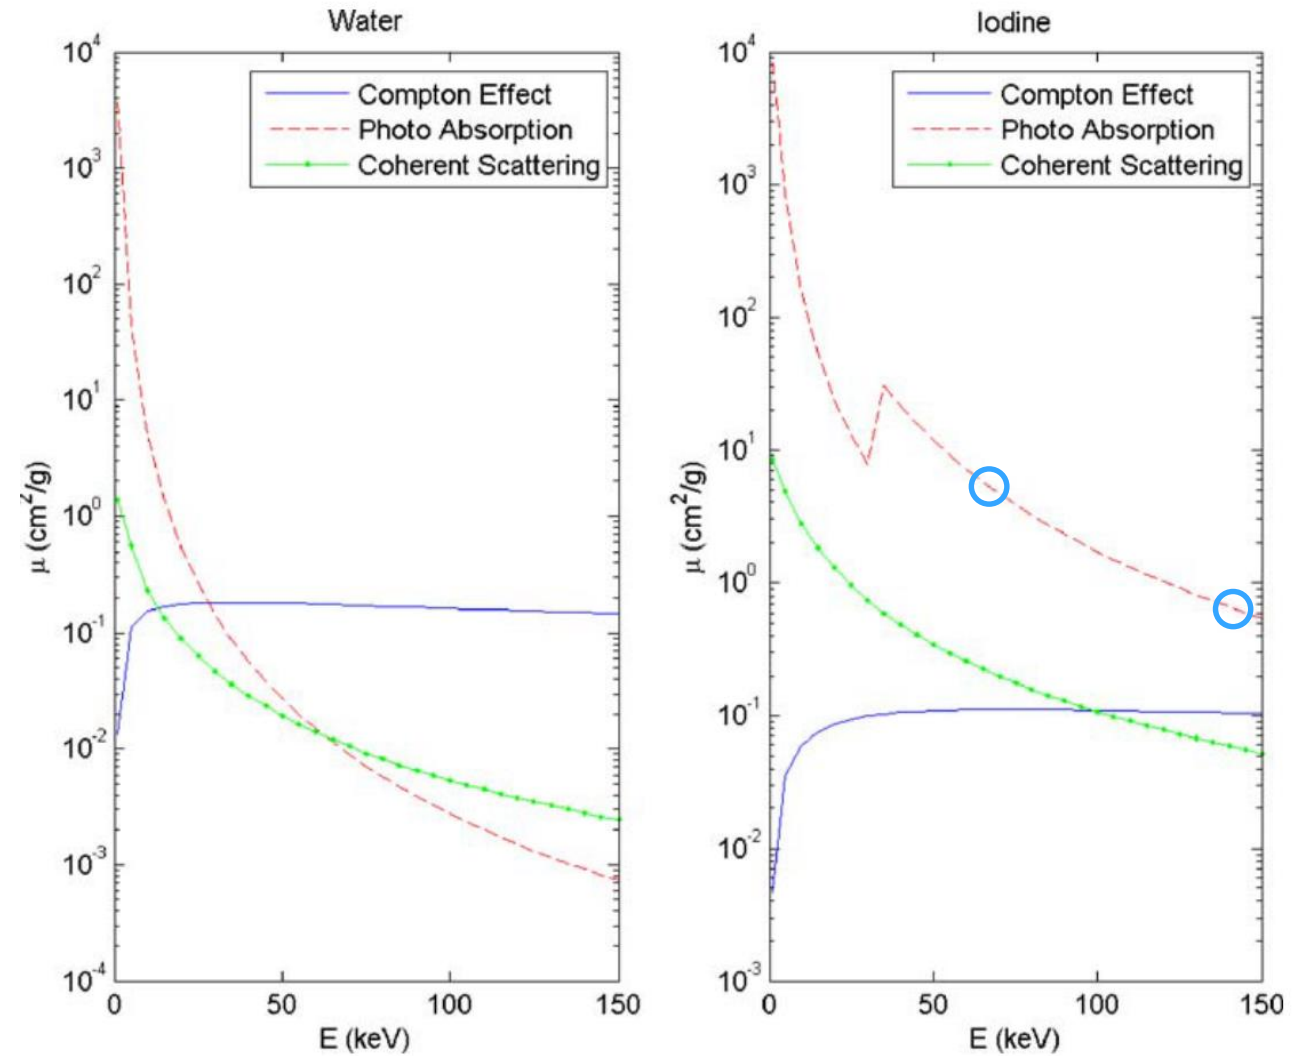 Water
10^4
10^3
10^2
10^1
10^0
10^-1
10^-2
10^-3
10^-4
μ (cm^2/g)
Compton Effect
Photo Absorption
Coherent Scattering
0
50
100
150
E (keV)
Iodine
10^4
10^3
10^2
10^1
10^0
10^-1
10^-2
10^-3
μ (cm^2/g)
Compton Effect
Photo Absorption
Coherent Scattering
0
50
100
150
E (keV)